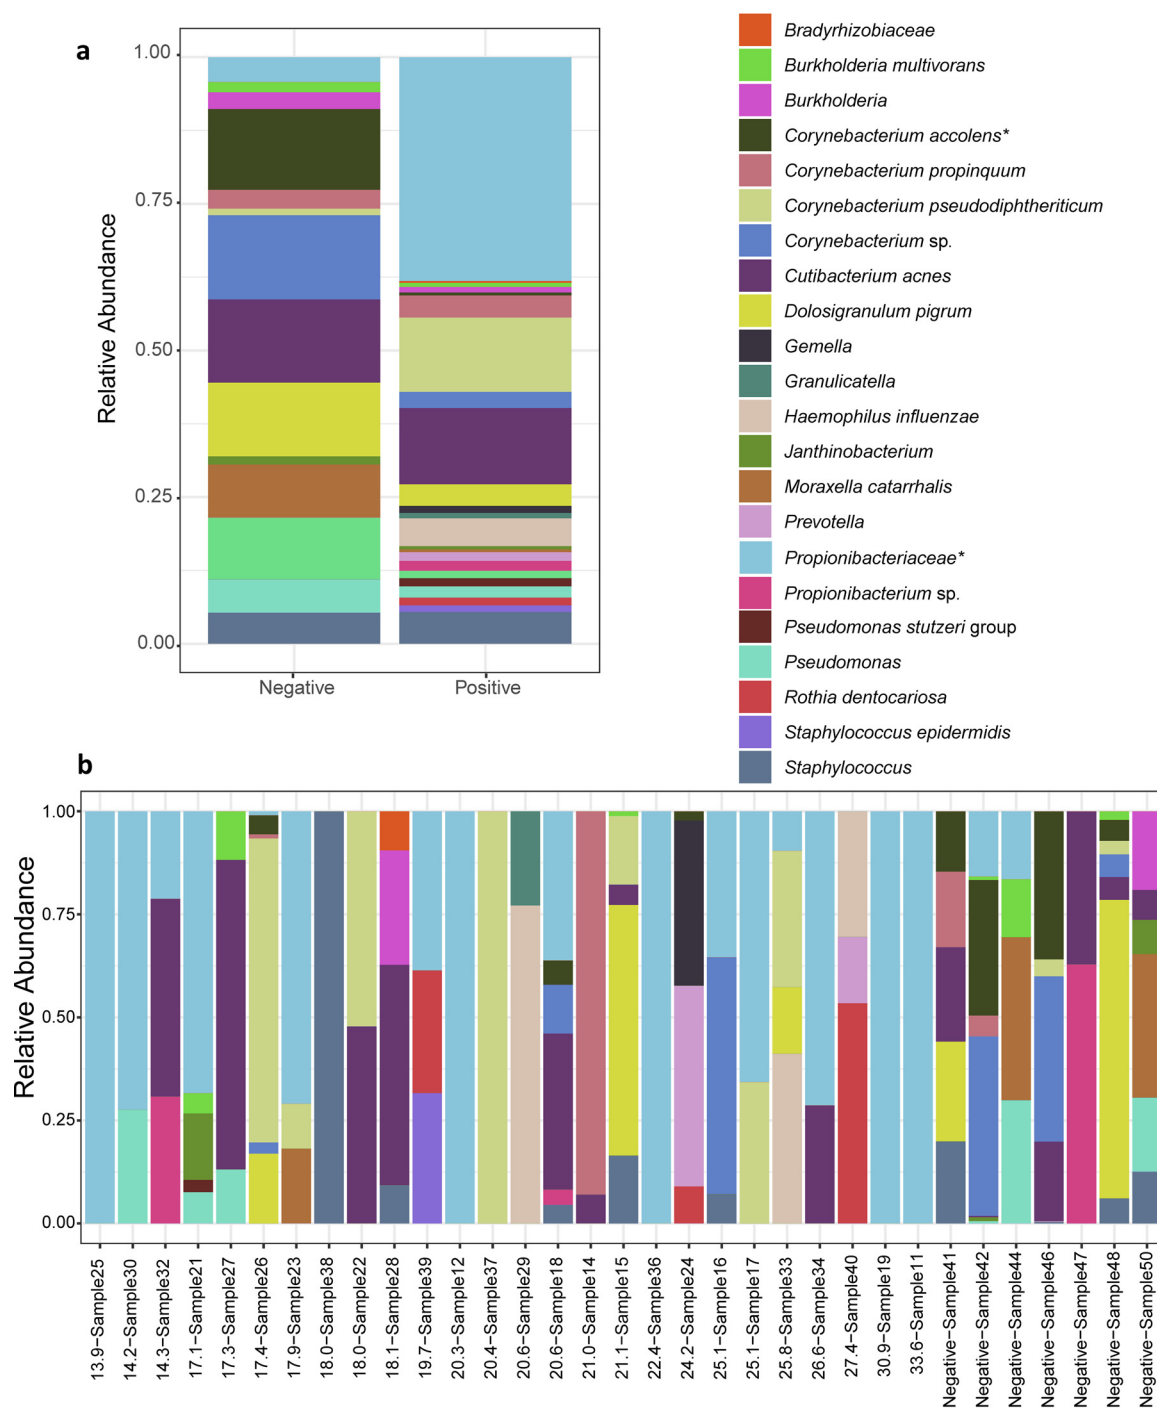 a
1.00
0.75
0.50
0.25
0.00
Relative Abundance
Negative
Positive
Bradyrhizobiaceae
Burkholderia multivorans
Burkholderia
Corynebacterium accolens*
Corynebacterium propinquum
Corynebacterium pseudodiphtheriticum
Corynebacterium sp.
Cutibacterium acnes
Dolosigranulum pigrum
Gemella
Granulicatella
Haemophilus influenzae
Janthinobacterium
Moraxella catarrhalis
Prevotella
Propionibacteriaceae*
Propionibacterium sp.
Pseudomonas stutzeri group
Pseudomonas
Rothia dentocariosa
Staphylococcus epidermidis
Staphylococcus
b
1.00
0.75
0.50
0.25
0.00
Relative Abundance
13.9−Sample25
14.2−Sample30
14.3−Sample32
17.1−Sample21
17.3−Sample27
17.4−Sample26
17.9−Sample23
18.0−Sample38
18.0−Sample22
18.1−Sample28
19.7−Sample39
20.3−Sample12
20.4−Sample37
20.6−Sample29
20.6−Sample18
21.0−Sample14
21.1−Sample15
22.4−Sample36
24.2−Sample24
25.1−Sample16
25.1−Sample17
25.8−Sample33
26.6−Sample34
27.4−Sample40
30.9−Sample19
33.6−Sample11
Negative−Sample41
Negative−Sample42
Negative−Sample44
Negative−Sample46
Negative−Sample47
Negative−Sample48
Negative−Sample50